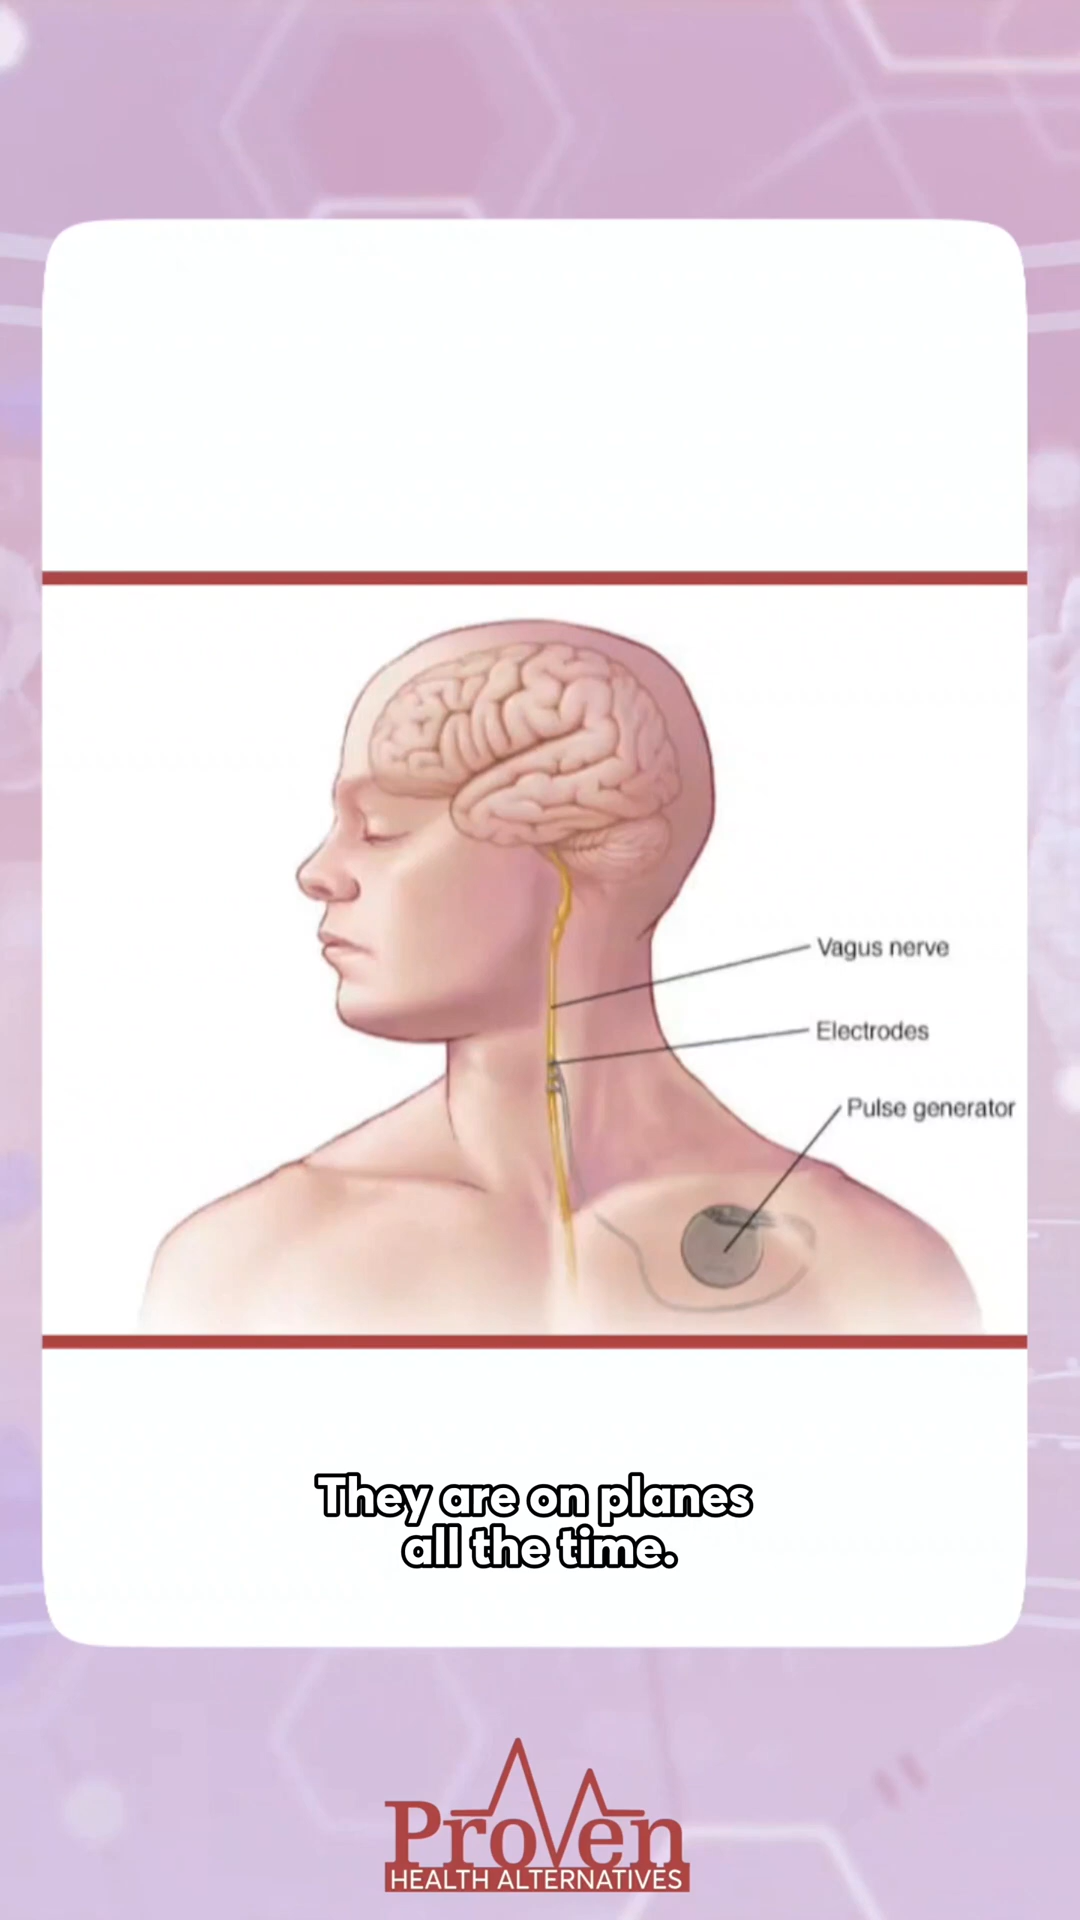 Vagus nerve
Electrodes
Pulse generator
They are on planes
all the time.
Proven
HEALTH ALTERNATIVES